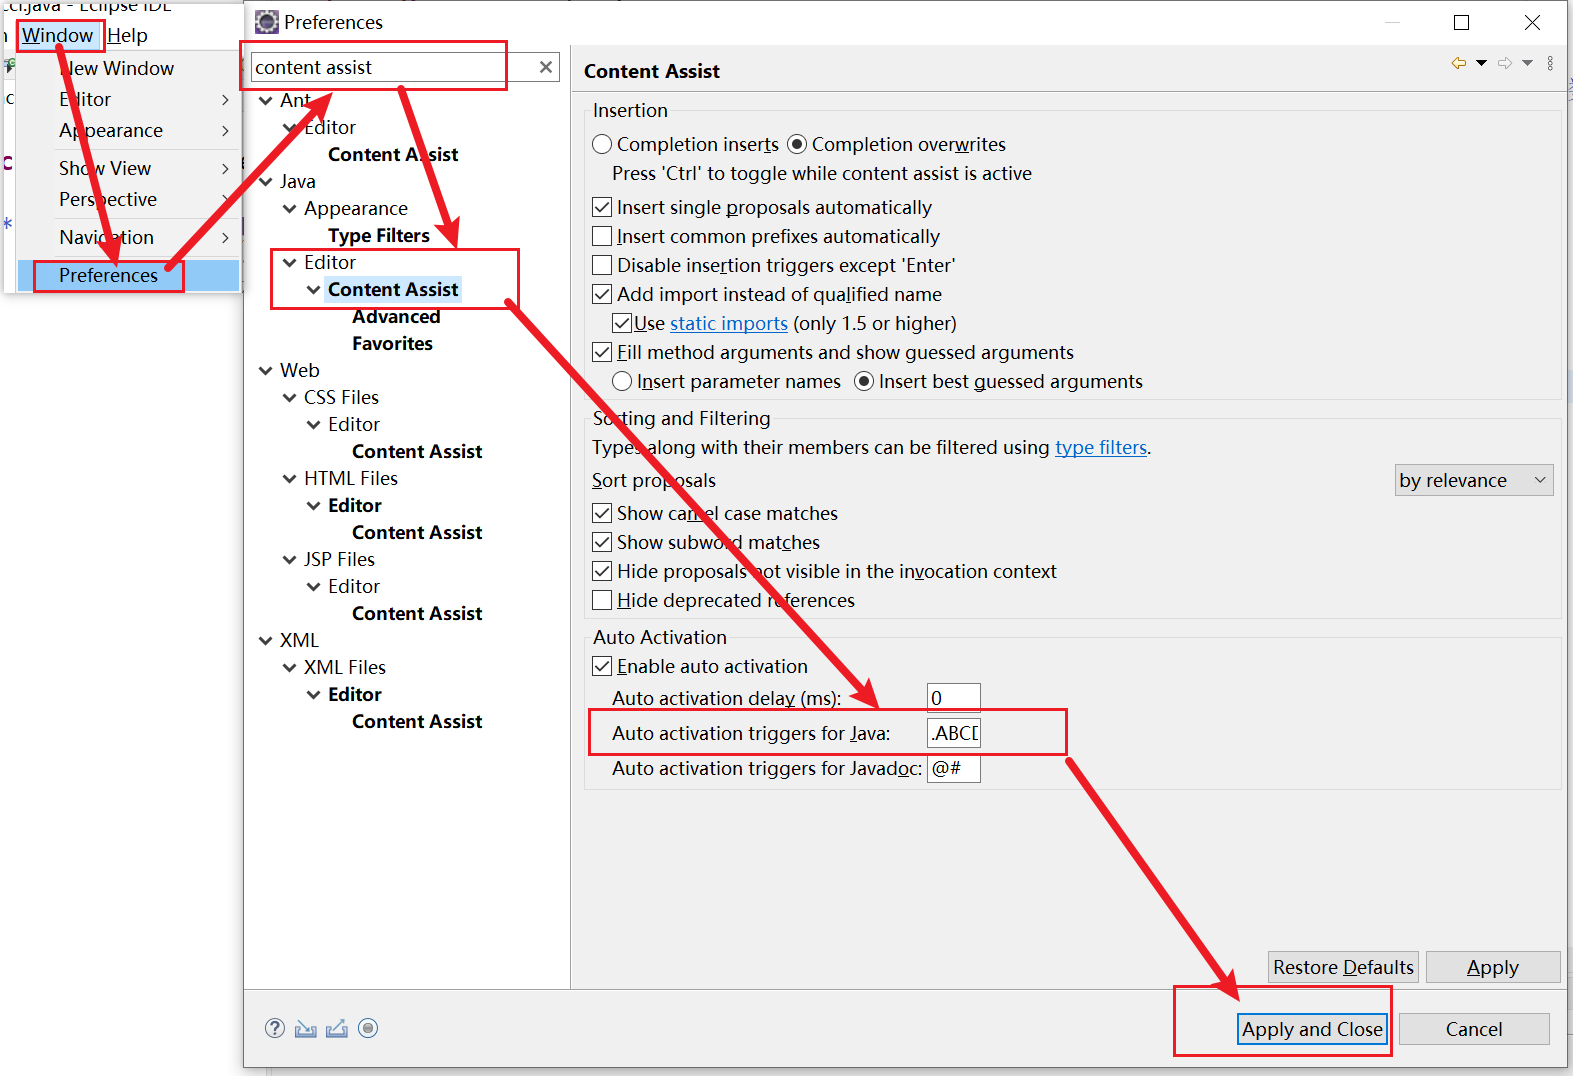 ccl.java - Eclipse IDE
Window
Help
New Window
Editor
Appearance
Show View
Perspective
Navigation
Preferences
Preferences
content assist
Ant
Editor
Content Assist
Java
Appearance
Type Filters
Editor
Content Assist
Advanced
Favorites
Web
CSS Files
Editor
Content Assist
HTML Files
Editor
Content Assist
JSP Files
Editor
Content Assist
XML
XML Files
Editor
Content Assist
Content Assist
Insertion
Completion inserts Completion overwrites
Press 'Ctrl' to toggle while content assist is active
Insert single proposals automatically
Insert common prefixes automatically
Disable insertion triggers except 'Enter'
Add import instead of qualified name
Use static imports (only 1.5 or higher)
Fill method arguments and show guessed arguments
Insert parameter names Insert best guessed arguments
Sorting and Filtering
Types along with their members can be filtered using type filters.
Sort proposals by relevance
Show camel case matches
Show subword matches
Hide proposals not visible in the invocation context
Hide deprecated references
Auto Activation
Enable auto activation
Auto activation delay (ms): 0
Auto activation triggers for Java: .ABCD
Auto activation triggers for Javadoc: @#
Restore Defaults Apply
Apply and Close Cancel